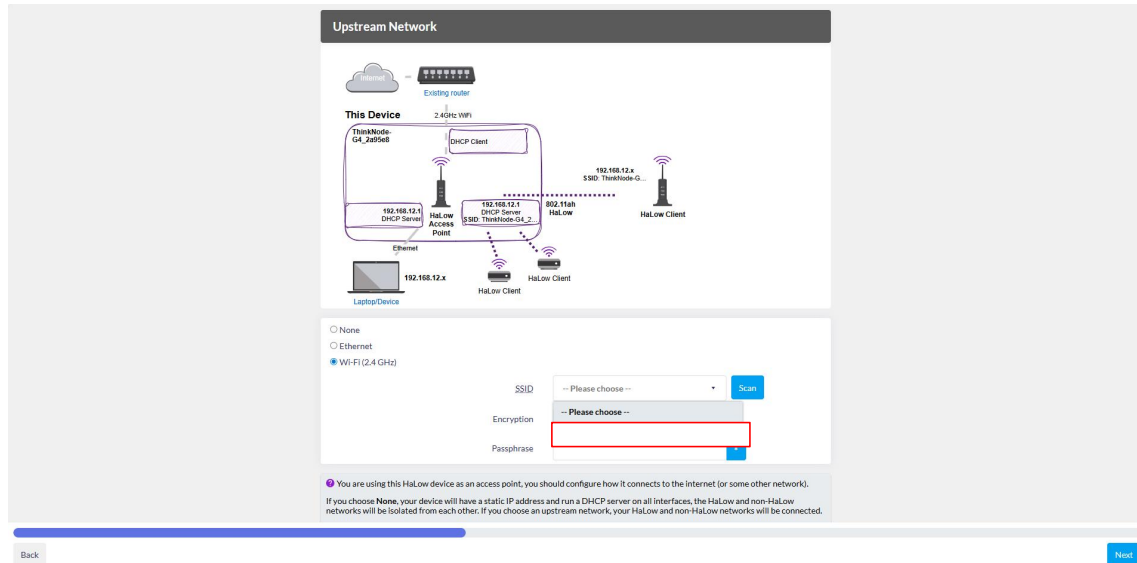 Upstream Network
Internet
Existing router
This Device
2.4GHz WiFi
ThinkNode-
G4_2a95e8
DHCP Client
192.168.12.x
SSID: ThinkNode-G...
192.168.12.1
DHCP Server
HaLow
Access
Point
192.168.12.1
DHCP Server
SSID: ThinkNode-G4_2...
802.11ah
HaLow
HaLow Client
Ethernet
192.168.12.x
HaLow Client
HaLow Client
Laptop/Device
None
Ethernet
Wi-Fi (2.4 GHz)
SSID
-- Please choose --
Scan
-- Please choose --
Encryption
Passphrase
You are using this HaLow device as an access point, you should configure how it connects to the internet (or some other network).
If you choose None, your device will have a static IP address and run a DHCP server on all interfaces, the HaLow and non-HaLow
networks will be isolated from each other. If you choose an upstream network, your HaLow and non-HaLow networks will be connected.
Back
Next